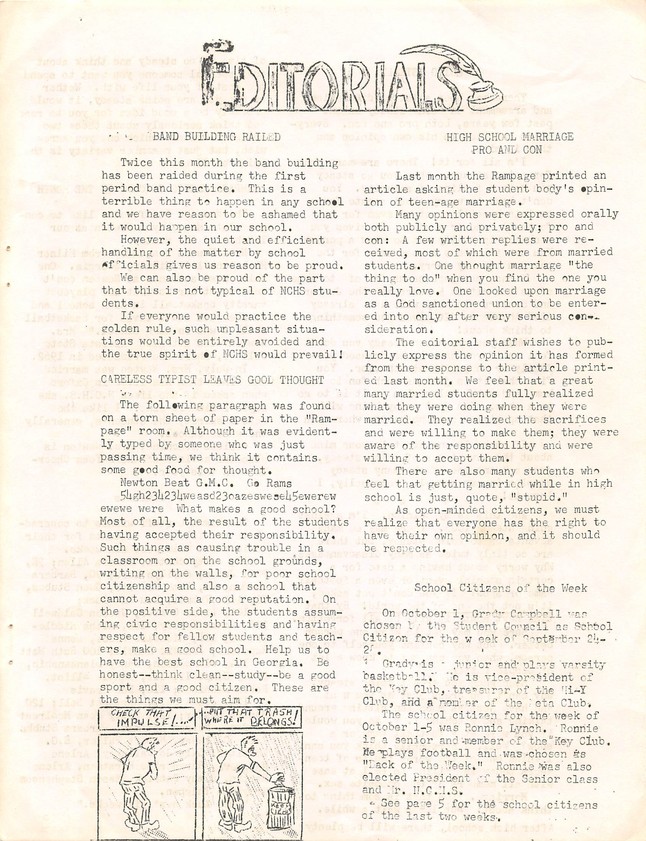 EDITORIALS
BAND BUILDING RAILED
Twice this month the band building
has been raided during the first
period band practice. This is a
terrible thing to happen in any school
and we have reason to be ashamed that
it would happen in our school.
However, the quiet and efficient
handling of the matter by school
officials gives us reason to be proud.
We can also be proud of the part
that this is not typical of NCHS stu-
dents.
If everyone would practice the
golden rule, such unpleasant situa-
tions would be entirely avoided and
the true spirit of NCHS would prevail!
CARELESS TYPIST LEAVES GOOL THOUGHT
The following paragraph was found
on a torn sheet of paper in the "Ram-
page" room. Although it was evident-
ly typed by someone who was just
passing time, we think it contains
some good food for thought.
Newton Beat G.M.C. Go Rams
ewewe were What makes a good school?
Most of all, the result of the students
having accepted their responsibility.
Such things as causing trouble in a
classroom or on the school grounds,
writing on the walls, for poor school
citizenship and also a school that
cannot acquire a good reputation. On
the positive side, the students assum-
ing civic responsibilities and having
respect for fellow students and teach-
ers, make a good school. Help us to
have the best school in Georgia. Be
honest--think clean--study--be a good
sport and a good citizen. These are
the things we must aim for.
CHECK THAT
IMPULSE!....
...PUT THAT TRASH
WHERE IT BELONGS!
HIGH SCHOOL MARRIAGE
PRO AND CON
Last month the Rampage printed an
article asking the student body's opin-
ion of teen-age marriage.
Many opinions were expressed orally
both publicly and privately; pro and
con: A few written replies were re-
ceived, most of which were from married
students. One thought marriage "the
thing to do" when you find the one you
really love. One looked upon marriage
as a God sanctioned union to be enter-
ed into only after very serious con-
sideration.
The editorial staff wishes to pub-
licly express the opinion it has formed
from the response to the article print-
ed last month. We feel that a great
many married students fully realized
what they were doing when they were
married. They realized the sacrifices
and were willing to make them; they were
aware of the responsibility and were
willing to accept them.
There are also many students who
feel that getting married while in high
school is just, quote, "stupid."
As open-minded citizens, we must
realize that everyone has the right to
have their own opinion, and it should
be respected.
School Citizens of the Week
On October 1, Grady Campbell was
chosen by the Student Council as School
Citizen for the week of September 24-
Grady is a junior and plays varsity
basketball. He is vice-president of
the Key Club, treasurer of the Hi-Y
Club, and a member of the Beta Club.
The school citizen for the week of
October 1-5 was Ronnie Lynch. Ronnie
is a senior and member of the Key Club.
He plays football and was chosen as
"Back of the Week." Ronnie was also
elected President of the Senior class
and Mr. N.C.H.S.
See page 5 for the school citizens
of the last two weeks.